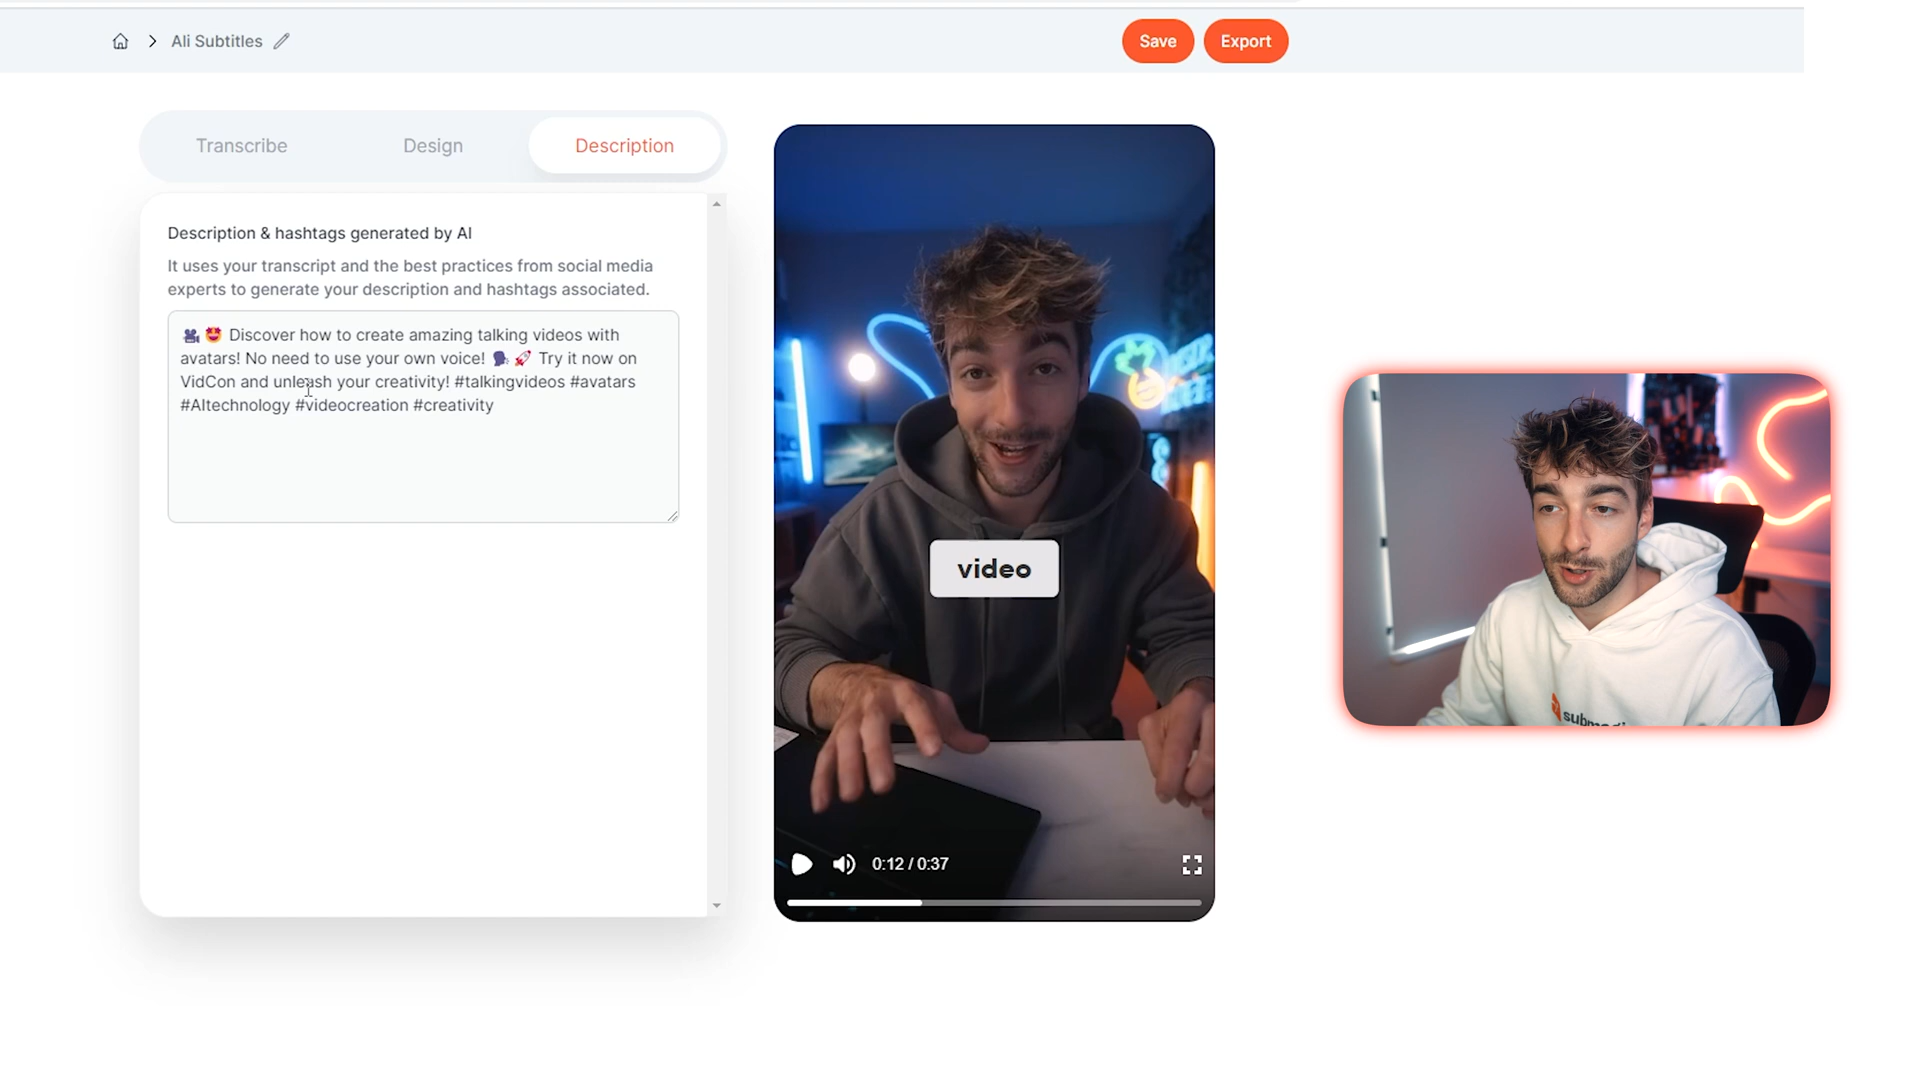 Ali Subtitles
Save
Export
Transcribe
Design
Description
Description & hashtags generated by AI
It uses your transcript and the best practices from social media
experts to generate your description and hashtags associated.
Discover how to create amazing talking videos with
avatars! No need to use your own voice! Try it now on
VidCon and unleash your creativity! #talkingvideos #avatars
#AItechnology #videocreation #creativity
video
0:12 / 0:37